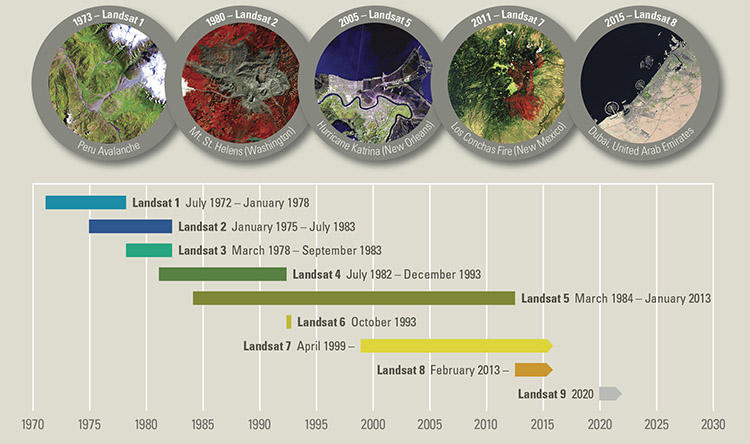 1973 – Landsat 1
Peru Avalanche
1980 – Landsat 2
Mt. St. Helens (Washington)
2005 – Landsat 5
Hurricane Katrina (New Orleans)
2011 – Landsat 7
Los Conchas Fire (New Mexico)
2015 – Landsat 8
Dubai, United Arab Emirates
Landsat 1 July 1972 – January 1978
Landsat 2 January 1975 – July 1983
Landsat 3 March 1978 – September 1983
Landsat 4 July 1982 – December 1993
Landsat 5 March 1984 – January 2013
Landsat 6 October 1993
Landsat 7 April 1999 –
Landsat 8 February 2013 –
Landsat 9 2020
1970 1975 1980 1985 1990 1995 2000 2005 2010 2015 2020 2025 2030